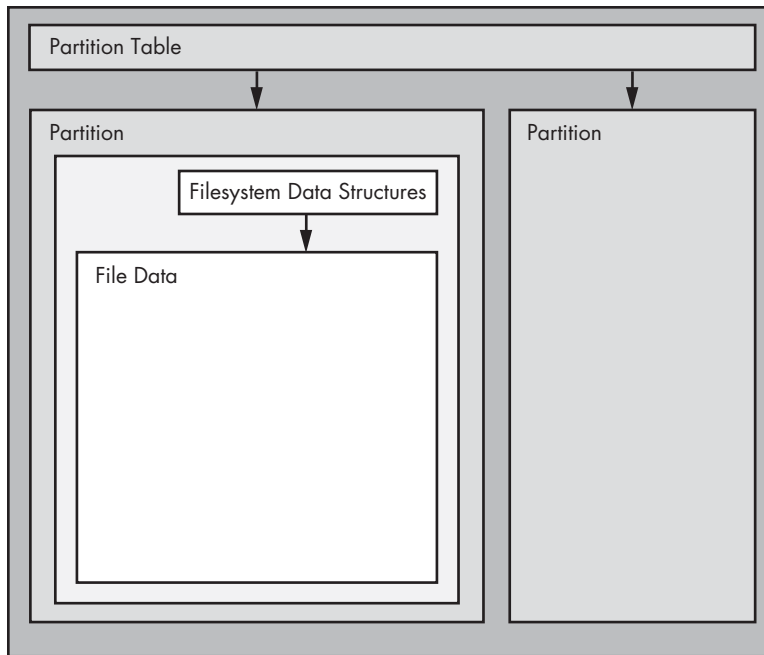 Partition Table
Partition
Partition
Filesystem Data Structures
File Data